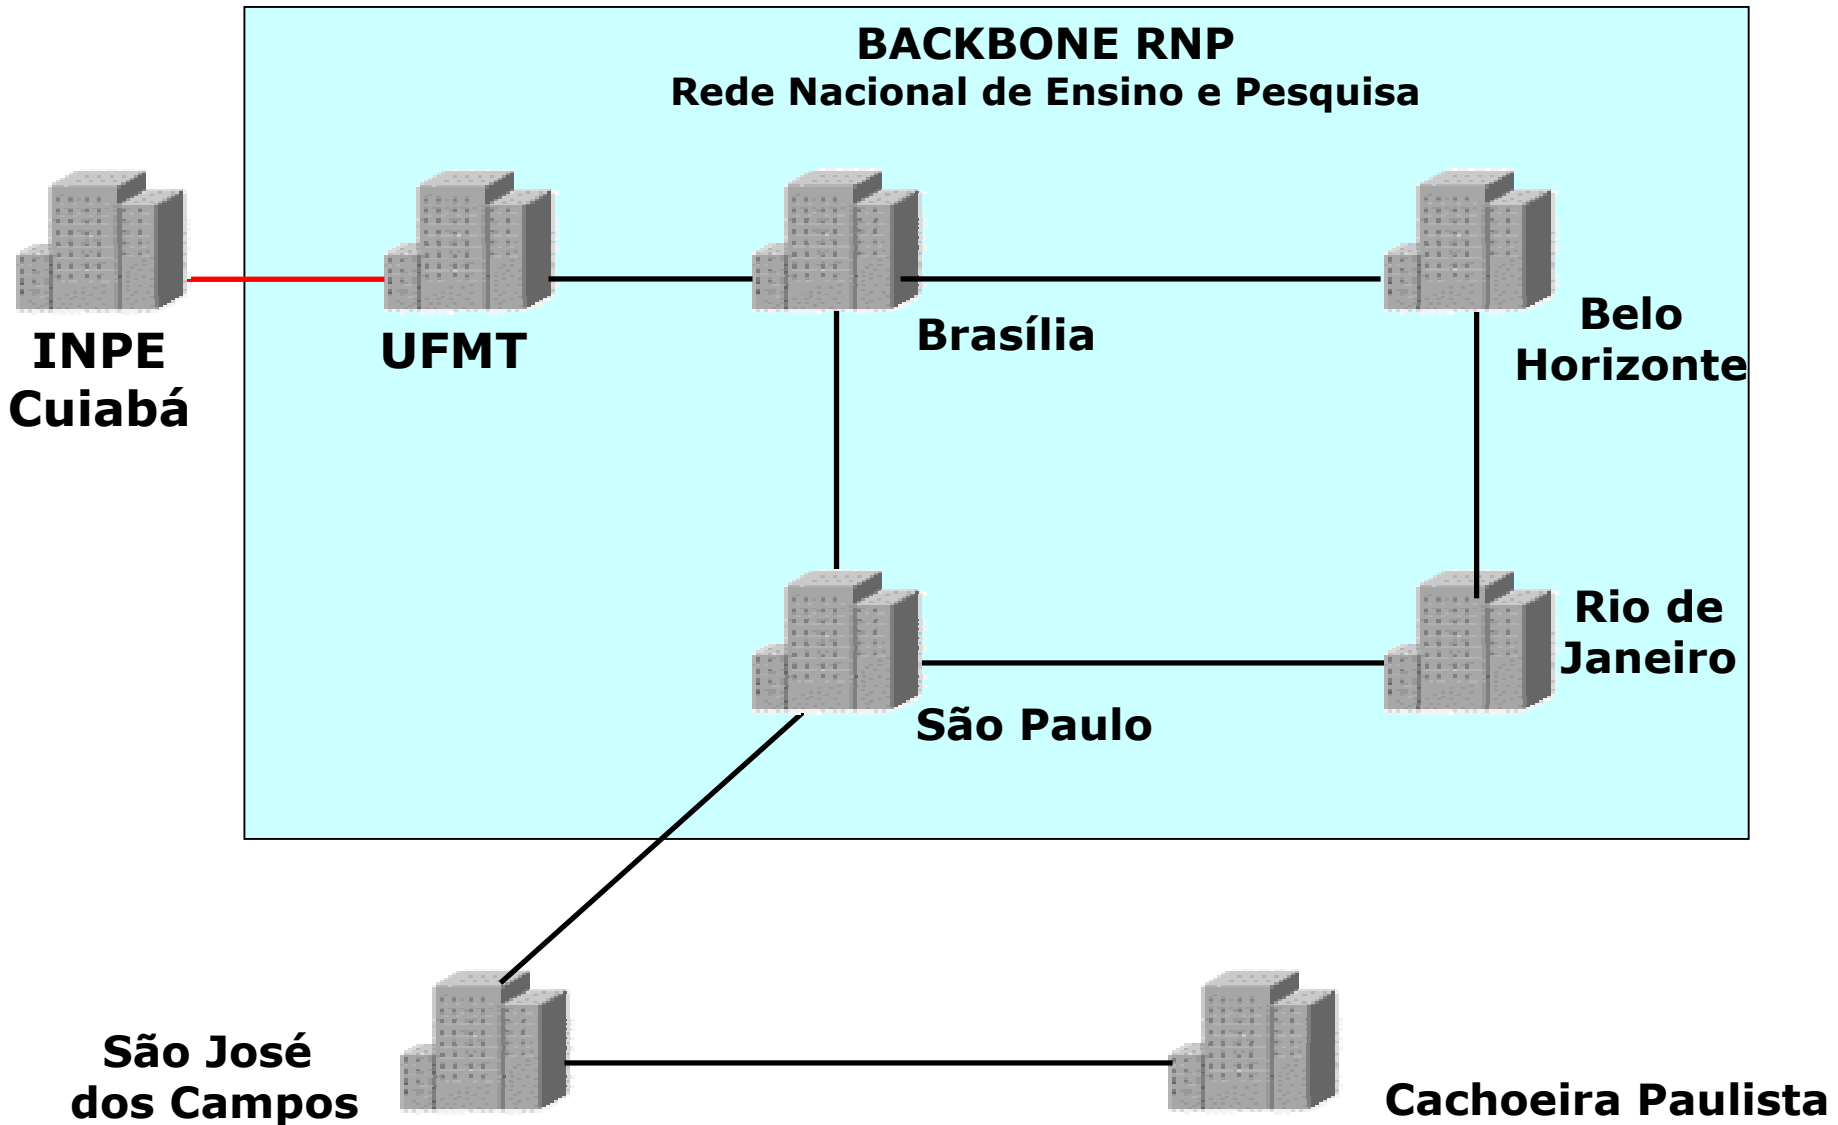 BACKBONE RNP
Rede Nacional de Ensino e Pesquisa
INPE
Cuiabá
UFMT
Brasília
Belo
Horizonte
São Paulo
Rio de
Janeiro
São José
dos Campos
Cachoeira Paulista